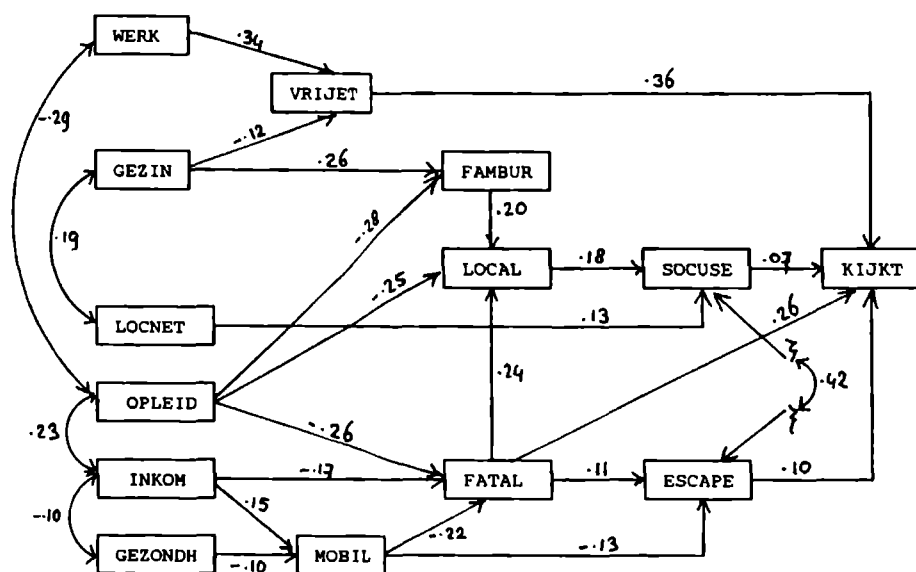 WERK
.34
VRIJET
.36
-.29
-.12
GEZIN
.26
FAMBUR
.20
-.28
.19
LOCAL
.18
SOCUSE
.07
KIJKT
-.25
LOCNET
.13
.26
.24
.42
OPLEID
-.26
.23
INKOM
-.17
FATAL
.11
ESCAPE
.10
.15
-.10
-.22
GEZONDH
-.10
MOBIL
-.13